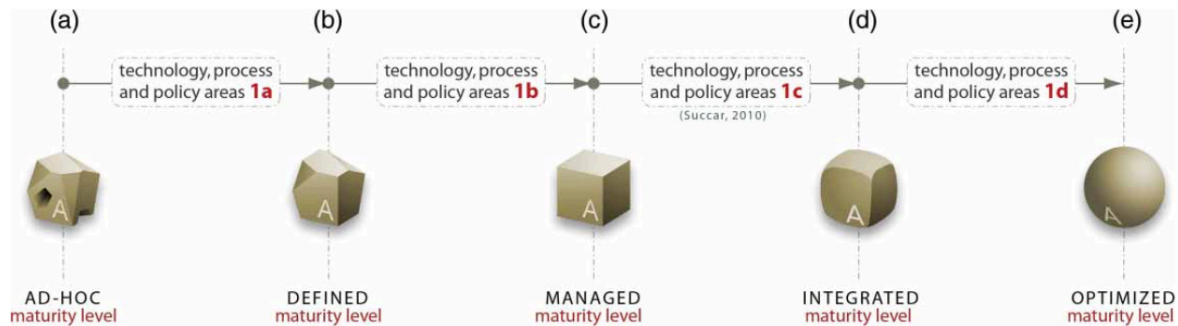 (a) (b) (c) (d) (e)
technology, process
and policy areas 1a
technology, process
and policy areas 1b
technology, process
and policy areas 1c
(Succar, 2010)
technology, process
and policy areas 1d
A A A A A
AD-HOC
maturity level
DEFINED
maturity level
MANAGED
maturity level
INTEGRATED
maturity level
OPTIMIZED
maturity level